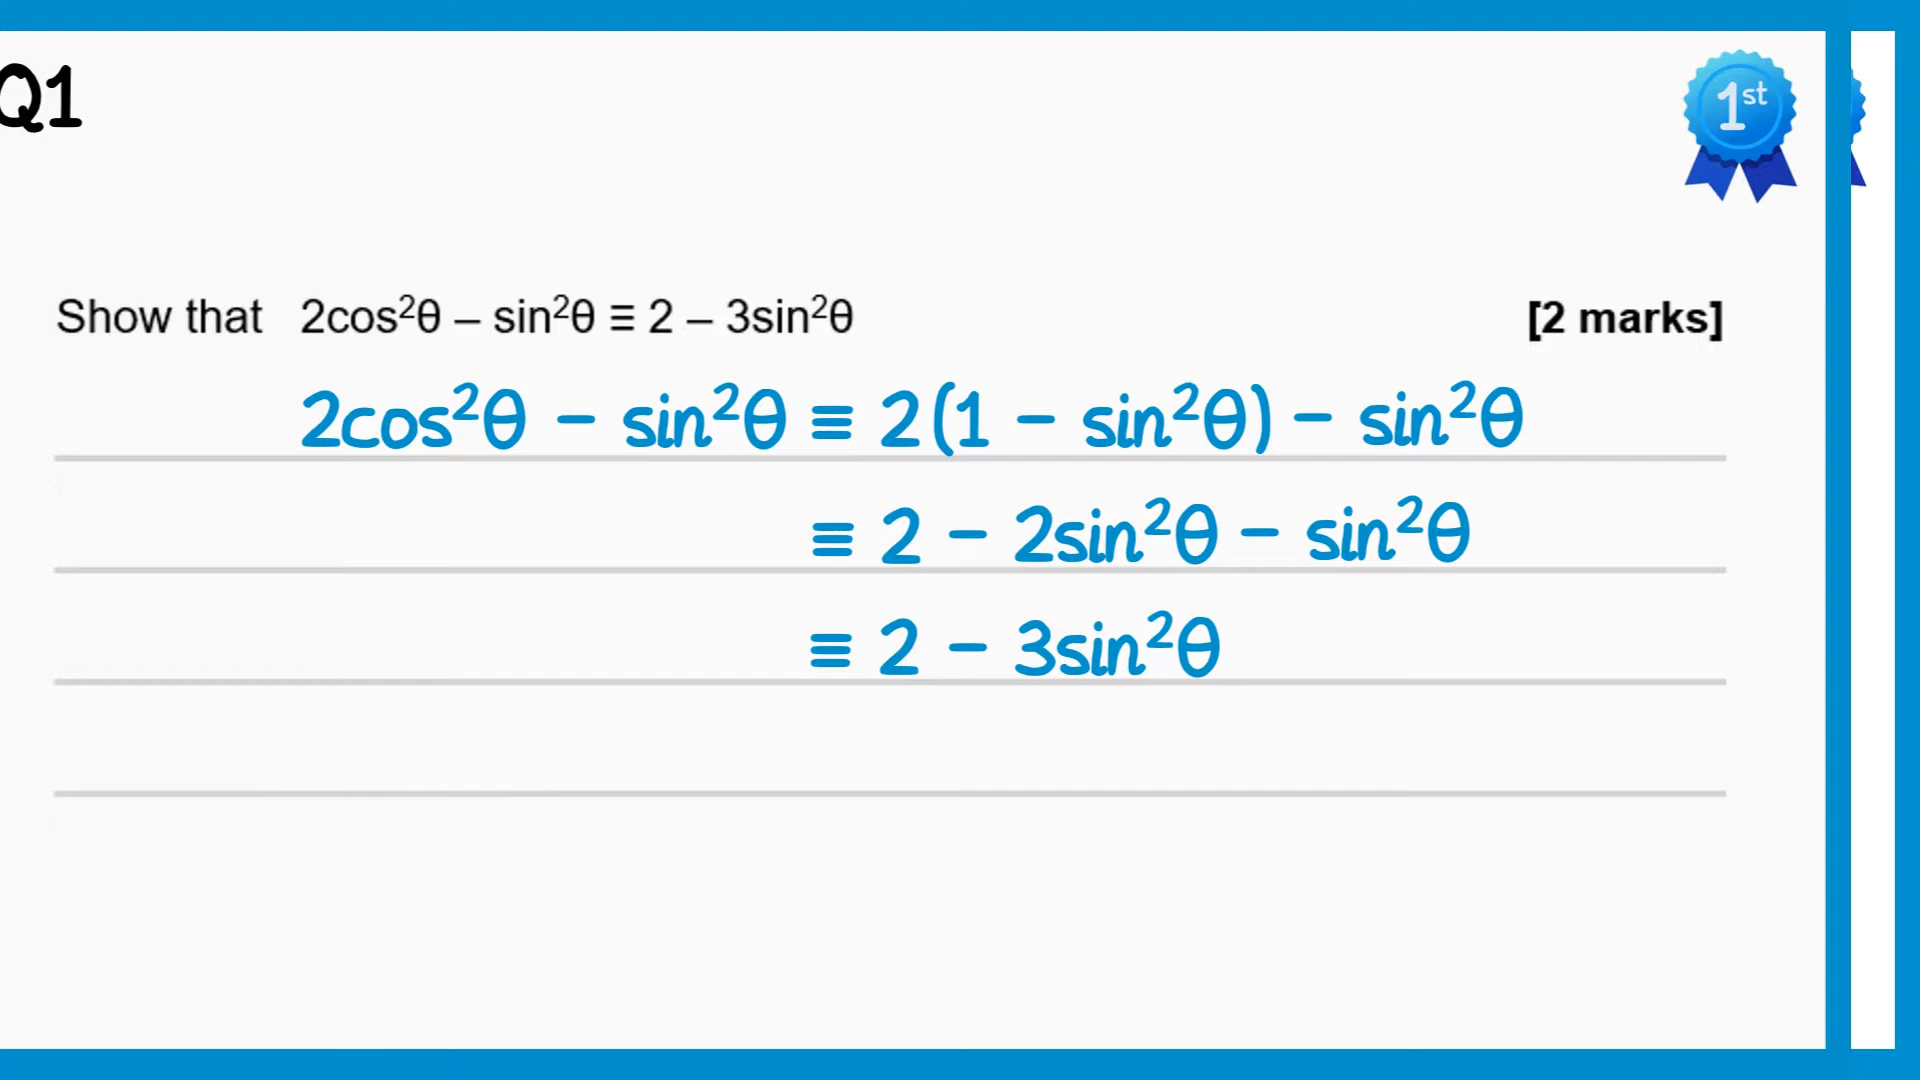 Q1
1st
Show that 2cos²θ – sin²θ ≡ 2 – 3sin²θ [2 marks]
2cos²θ – sin²θ ≡ 2(1 – sin²θ) – sin²θ
≡ 2 – 2sin²θ – sin²θ
≡ 2 – 3sin²θ